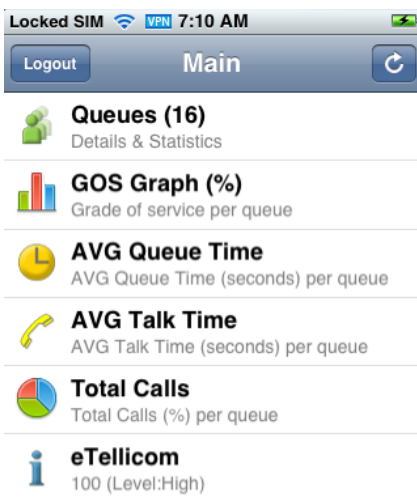 Locked SIM VPN 7:10 AM
Logout Main
Queues (16)
Details & Statistics
GOS Graph (%)
Grade of service per queue
AVG Queue Time
AVG Queue Time (seconds) per queue
AVG Talk Time
AVG Talk Time (seconds) per queue
Total Calls
Total Calls (%) per queue
eTellicom
100 (Level:High)